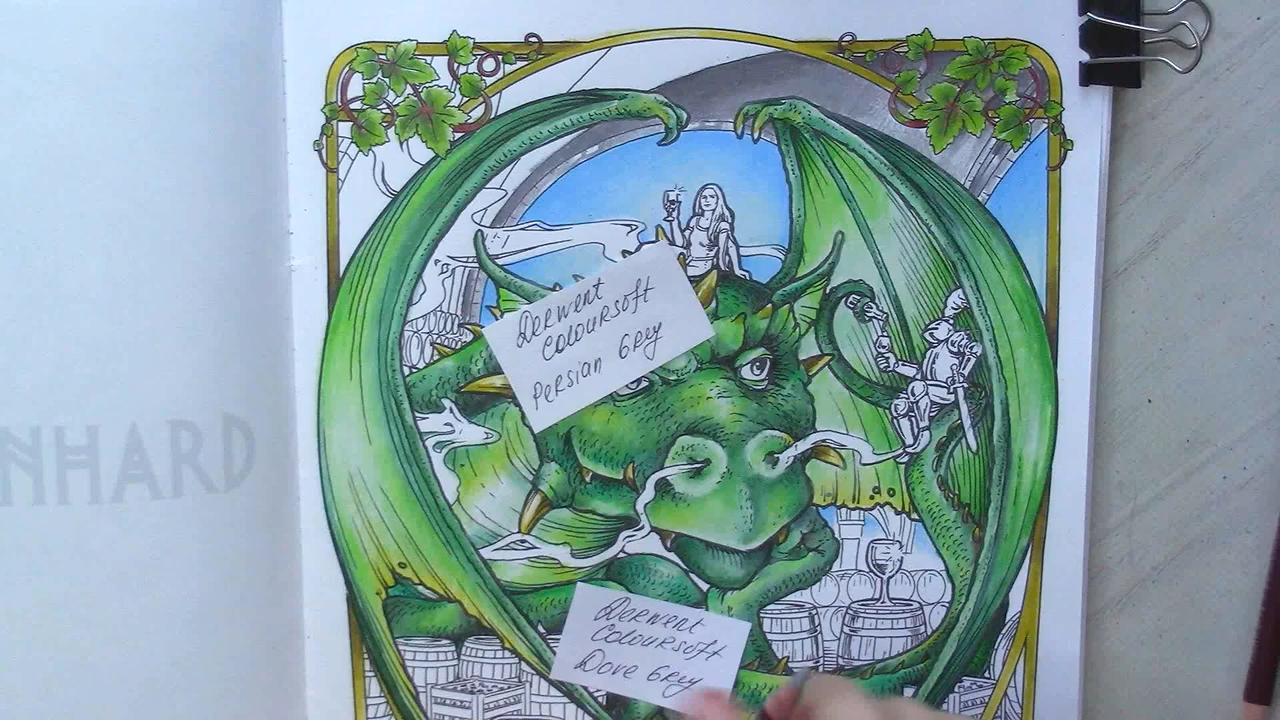 NHARD
Derwent
Coloursoft
Persian Grey
Derwent
Coloursoft
Dove Grey